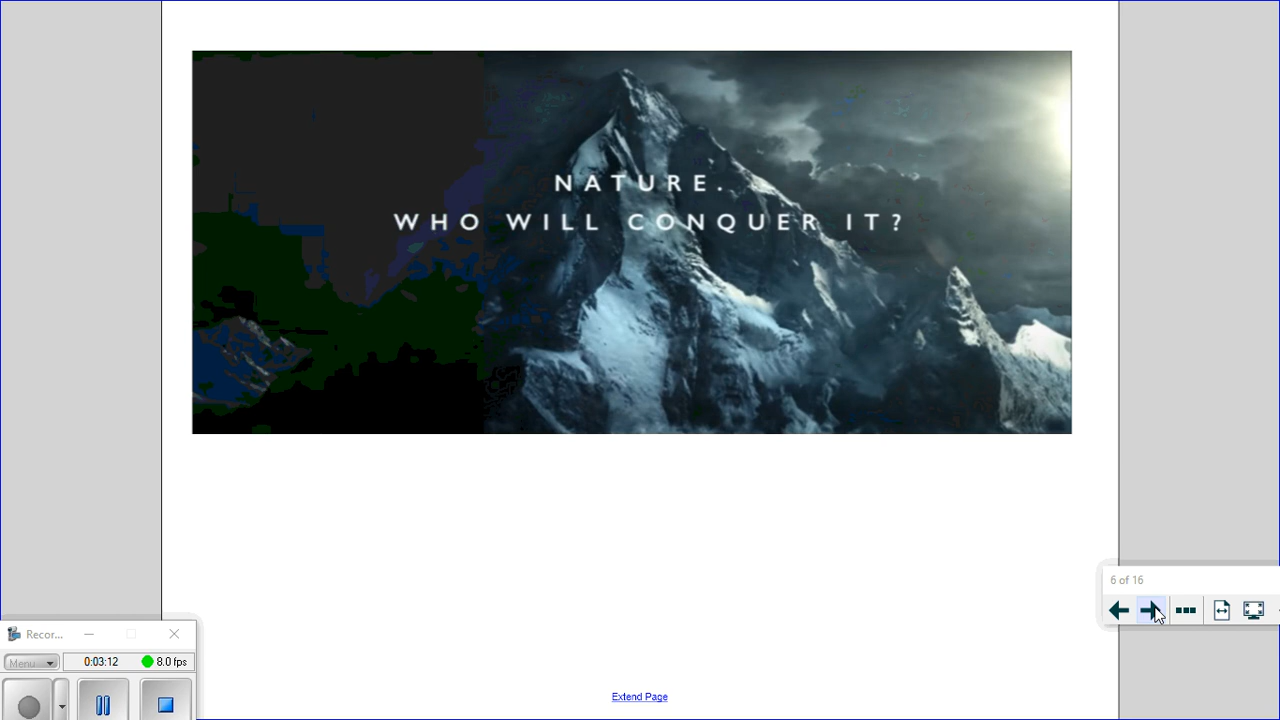 NATURE.
WHO WILL CONQUER IT?
6 of 16
Recor...
Menu
0:03:12
8.0 fps
Extend Page